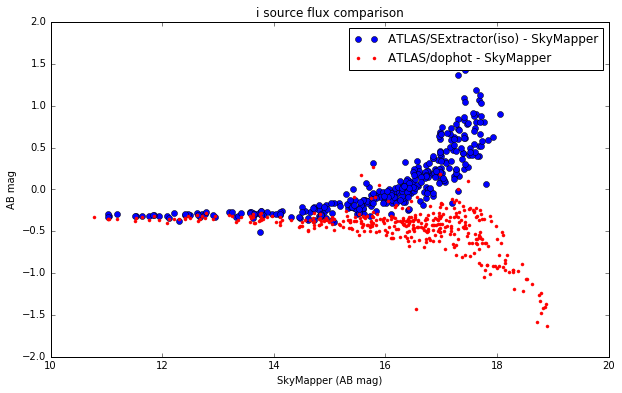 i source flux comparison
2.0
1.5
1.0
0.5
0.0
−0.5
−1.0
−1.5
−2.0
AB mag
ATLAS/SExtractor(iso) - SkyMapper
ATLAS/dophot - SkyMapper
10 12 14 16 18 20
SkyMapper (AB mag)